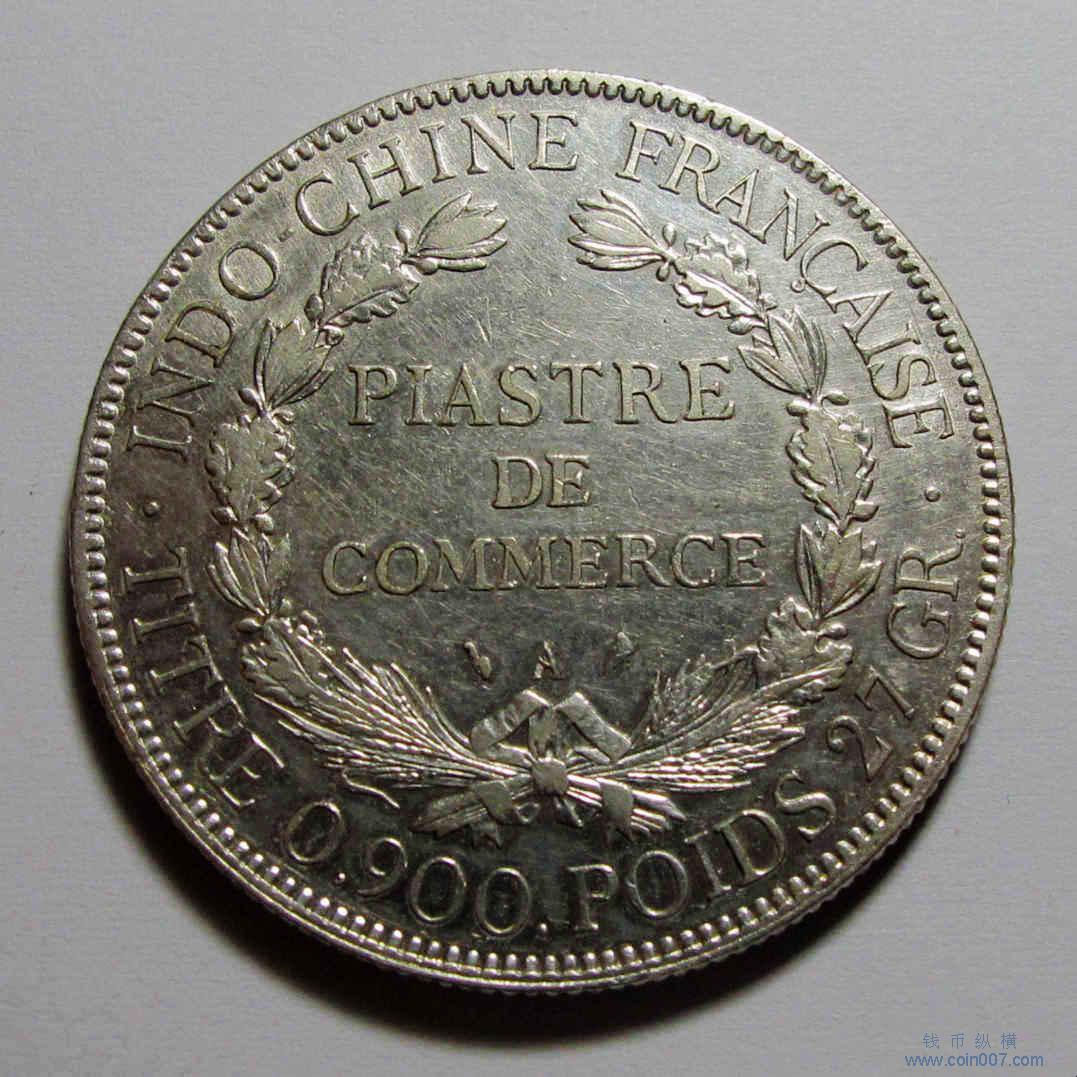 INDO-CHINE FRANÇAISE
PIASTRE
DE
COMMERCE
A
· TITRE 0,900. POIDS 27 GR. ·
钱币纵横
www.coin007.com